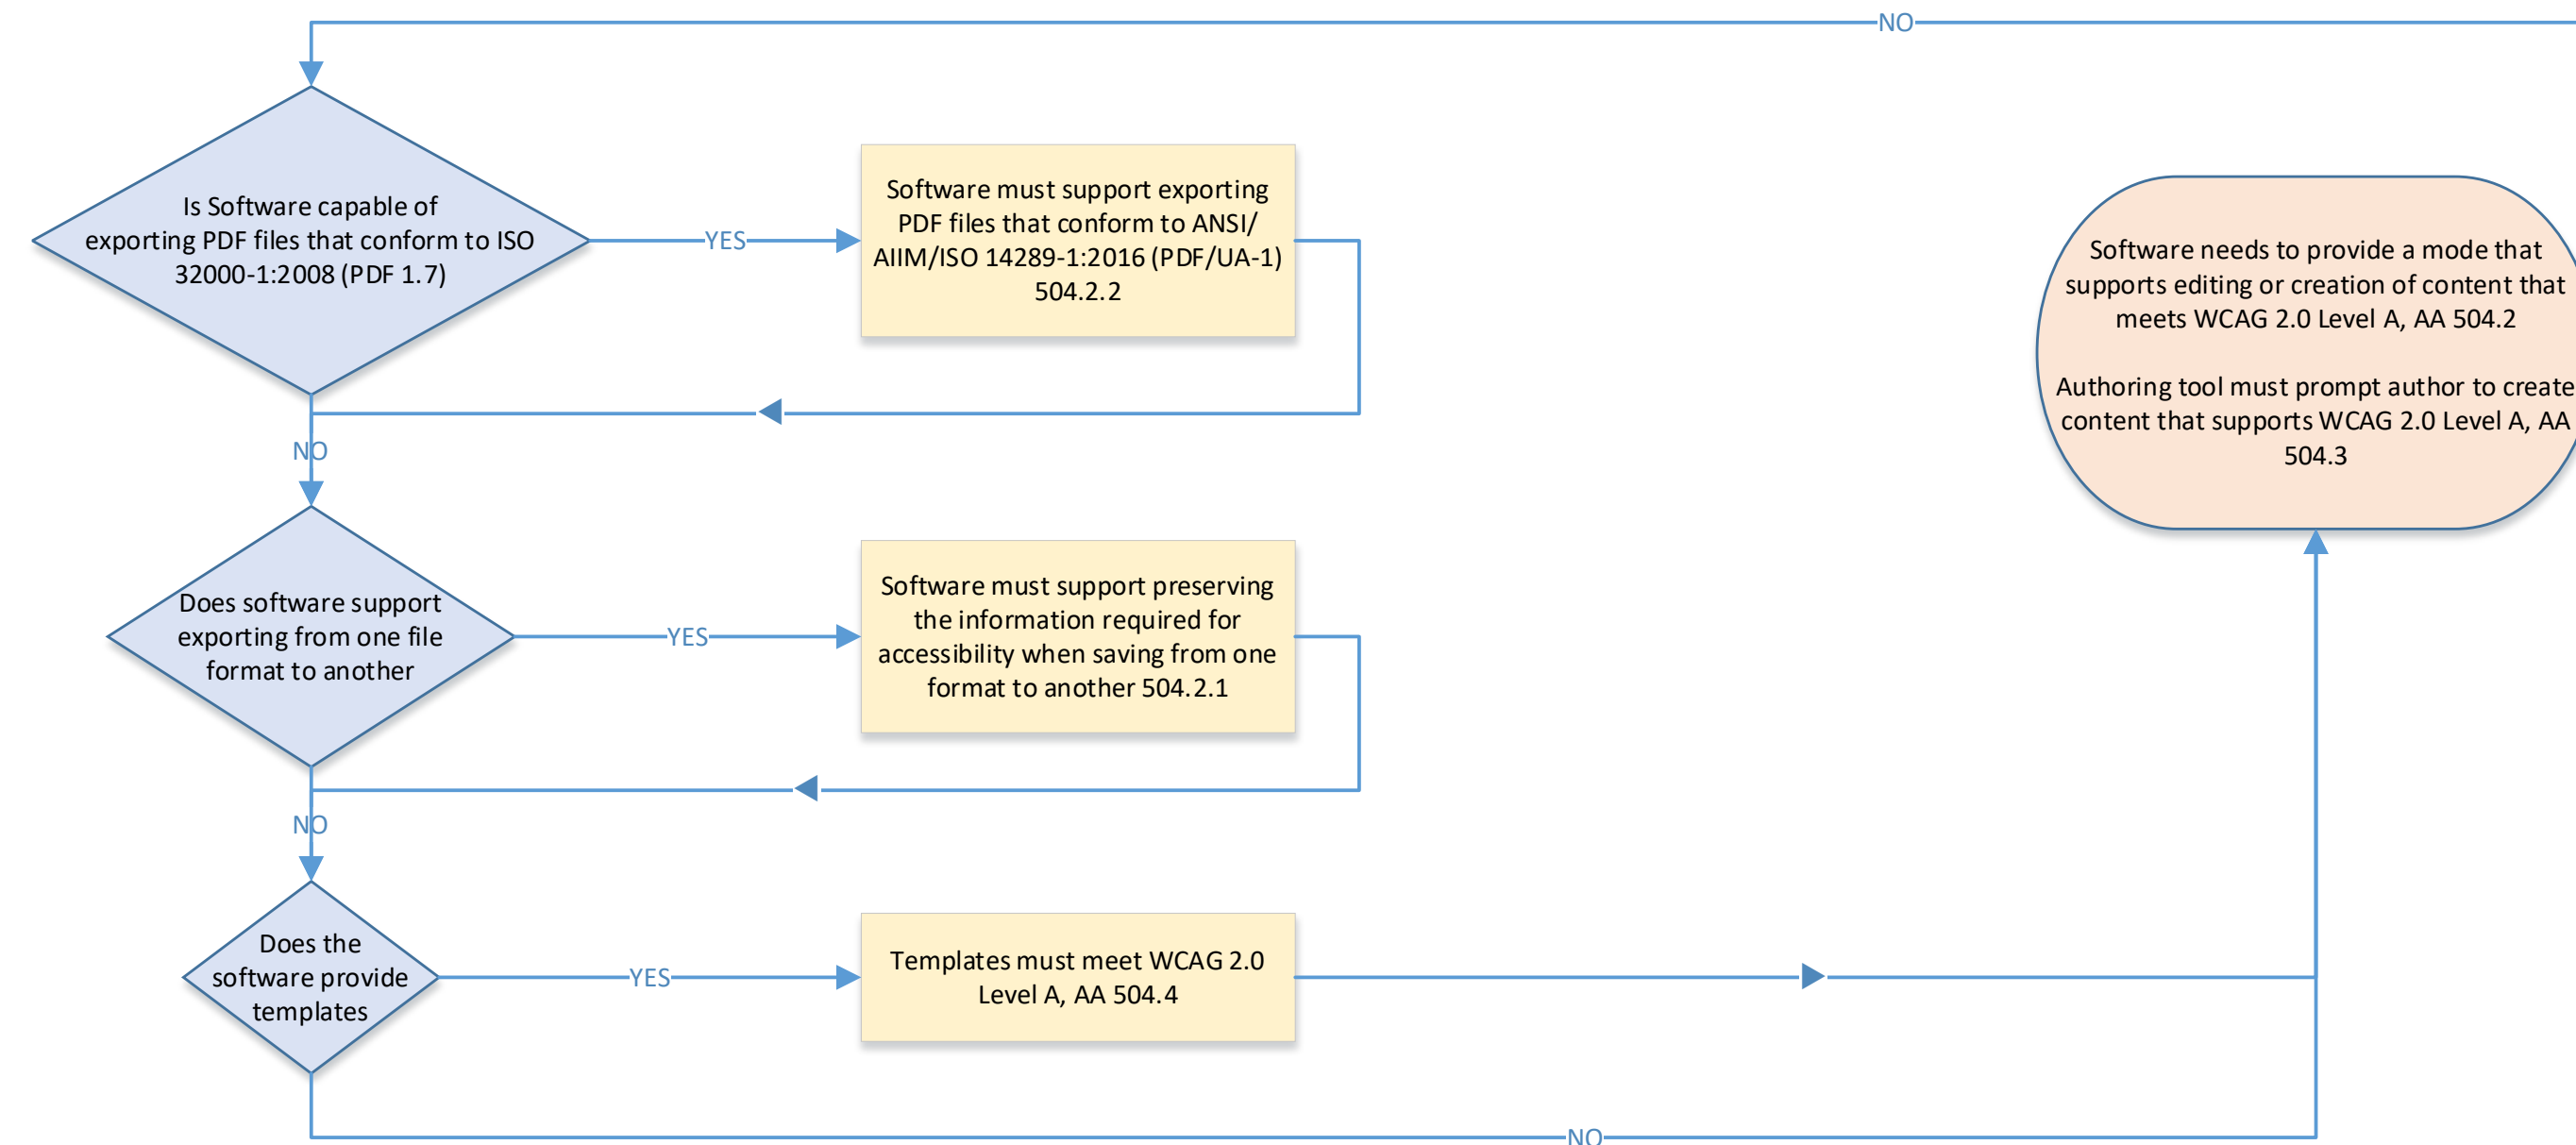 NO
Is Software capable of
exporting PDF files that conform to ISO
32000-1:2008 (PDF 1.7)
YES
Software must support exporting
PDF files that conform to ANSI/
AIIM/ISO 14289-1:2016 (PDF/UA-1)
504.2.2
Software needs to provide a mode that
supports editing or creation of content that
meets WCAG 2.0 Level A, AA 504.2
Authoring tool must prompt author to create
content that supports WCAG 2.0 Level A, AA
504.3
NO
Does software support
exporting from one file
format to another
YES
Software must support preserving
the information required for
accessibility when saving from one
format to another 504.2.1
NO
Does the
software provide
templates
YES
Templates must meet WCAG 2.0
Level A, AA 504.4
NO